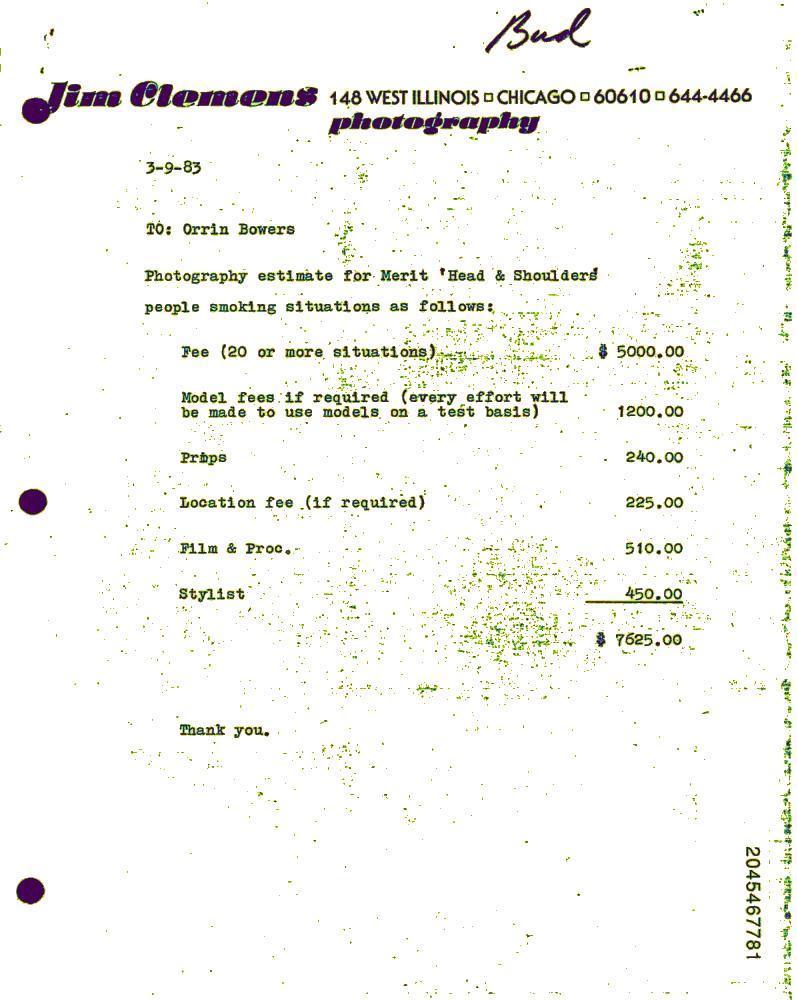 Bud
Jim Clemens 148 WEST ILLINOIS □ CHICAGO □ 60610 □ 644-4466
photography
3-9-83
TO: Orrin Bowers
Photography estimate for Merit 'Head & Shoulders'
people smoking situations as follows:
Fee (20 or more situations) $ 5000.00
Model fees if required (every effort will
be made to use models on a test basis) 1200.00
Props 240.00
Location fee (if required) 225.00
Film & Proc. 510.00
Stylist 450.00
$ 7625.00
Thank you.
2045467781